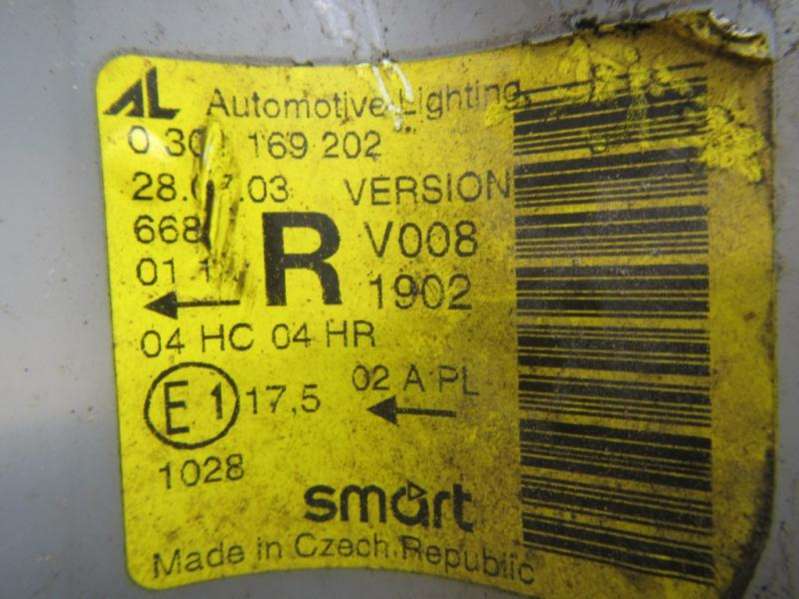 AL Automotive Lighting
169 202
VERSION
R V008
1902
04 HC 04 HR
E1 17,5 02 A PL
1028
smart
Made in Czech Republic